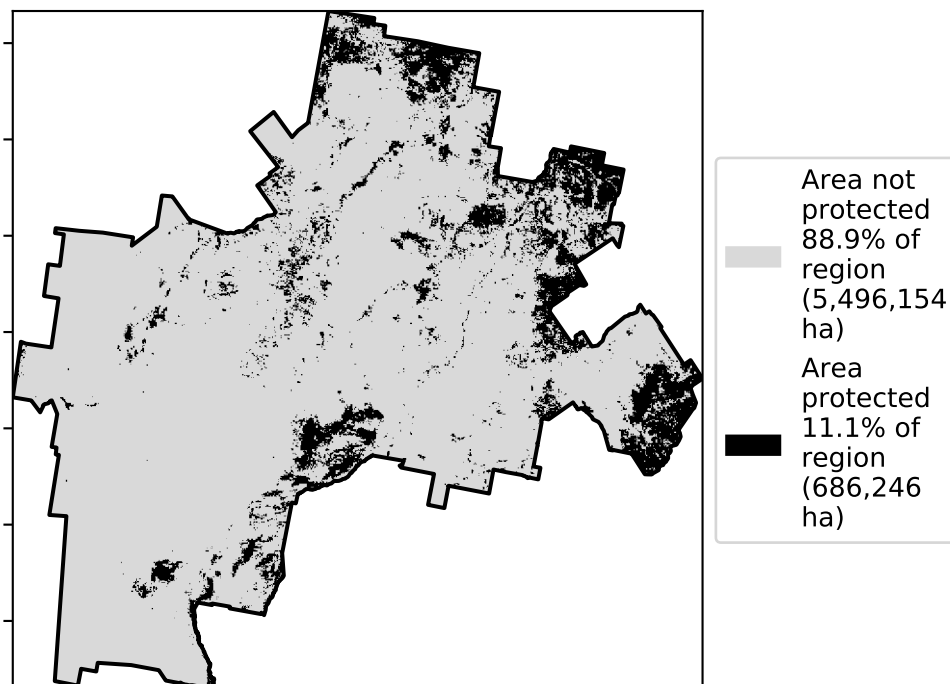 Area not
protected
88.9% of
region
(5,496,154
ha)
Area
protected
11.1% of
region
(686,246
ha)